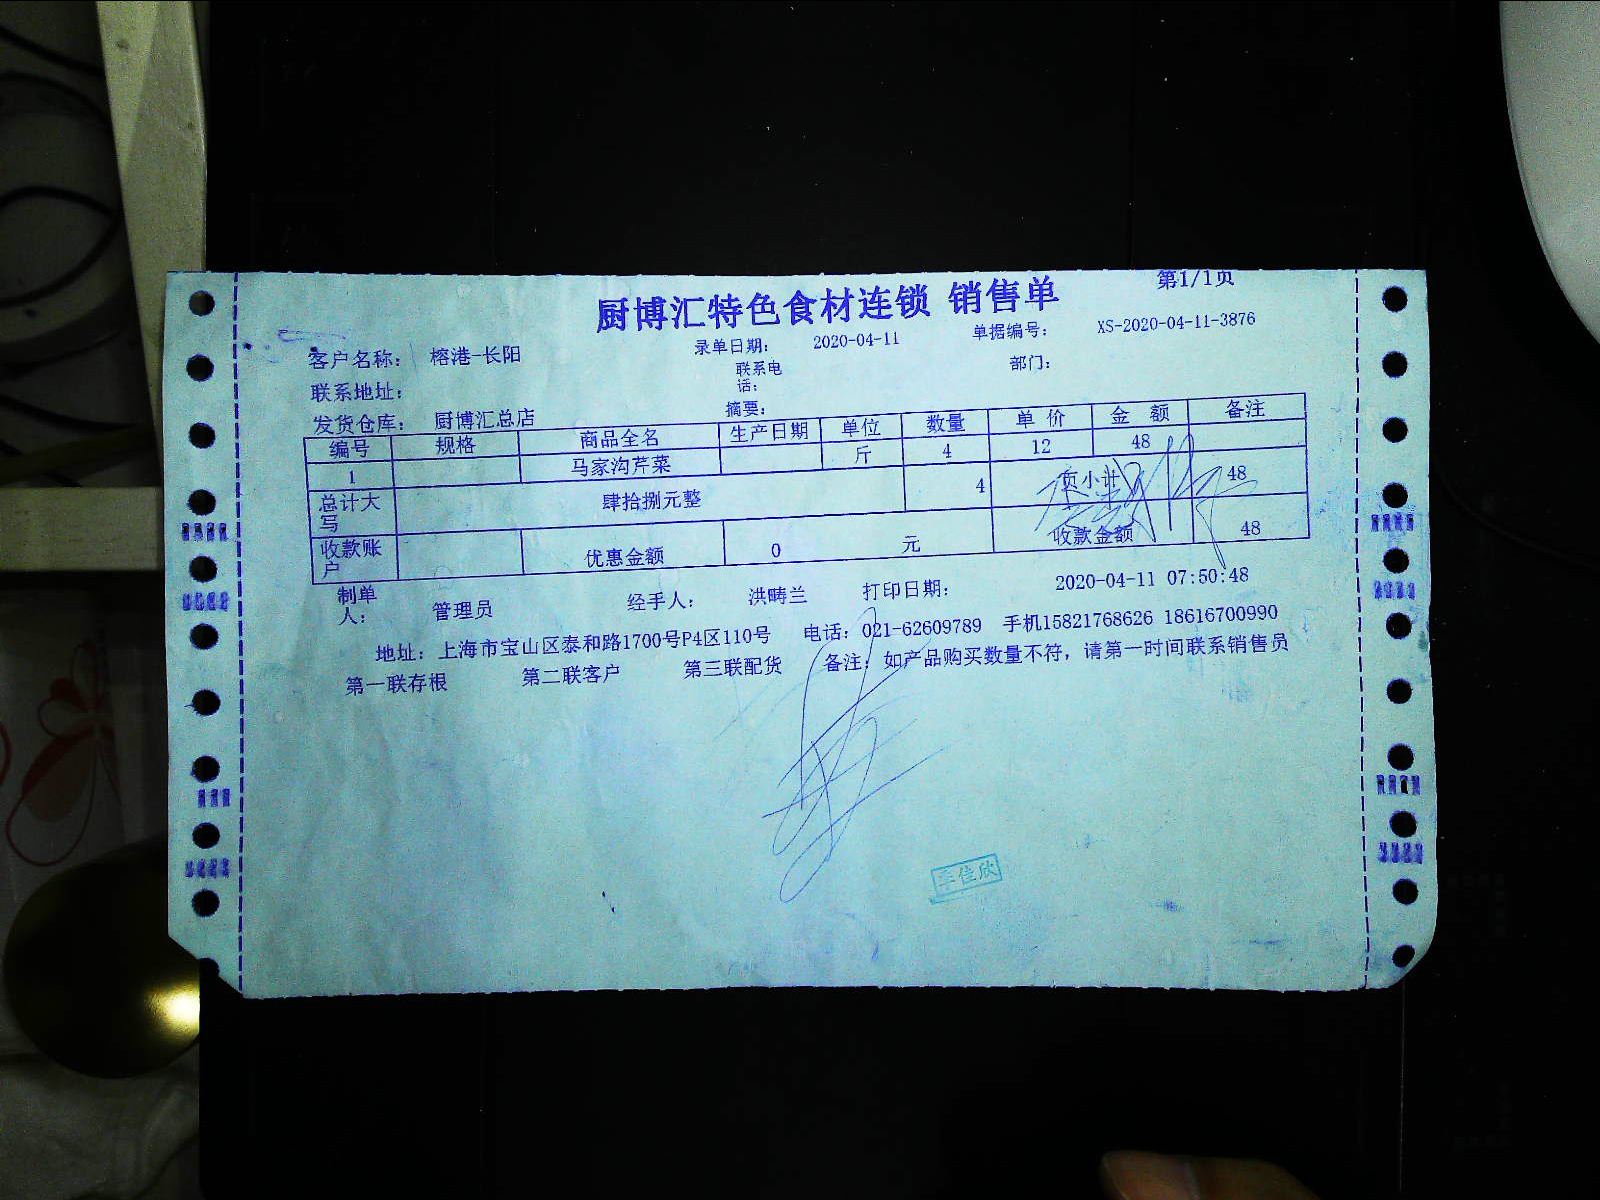 第1/1页
厨博汇特色食材连锁 销售单
录单日期： 2020-04-11 单据编号： XS-2020-04-11-3876
客户名称： 榕港-长阳 联系电话： 部门：
联系地址：
发货仓库： 厨博汇总店 摘要：
编号 规格 商品全名 生产日期 单位 数量 单 价 金 额 备注
1 马家沟芹菜 斤 4 12 48
总计大写 肆拾捌元整 4 页小计 48
收款账户 优惠金额 0 元 收款金额 48
制单人： 管理员 经手人： 洪畴兰 打印日期： 2020-04-11 07:50:48
地址：上海市宝山区泰和路1700号P4区110号 电话：021-62609789 手机15821768626 18616700990
第一联存根 第二联客户 第三联配货 备注：如产品购买数量不符，请第一时间联系销售员